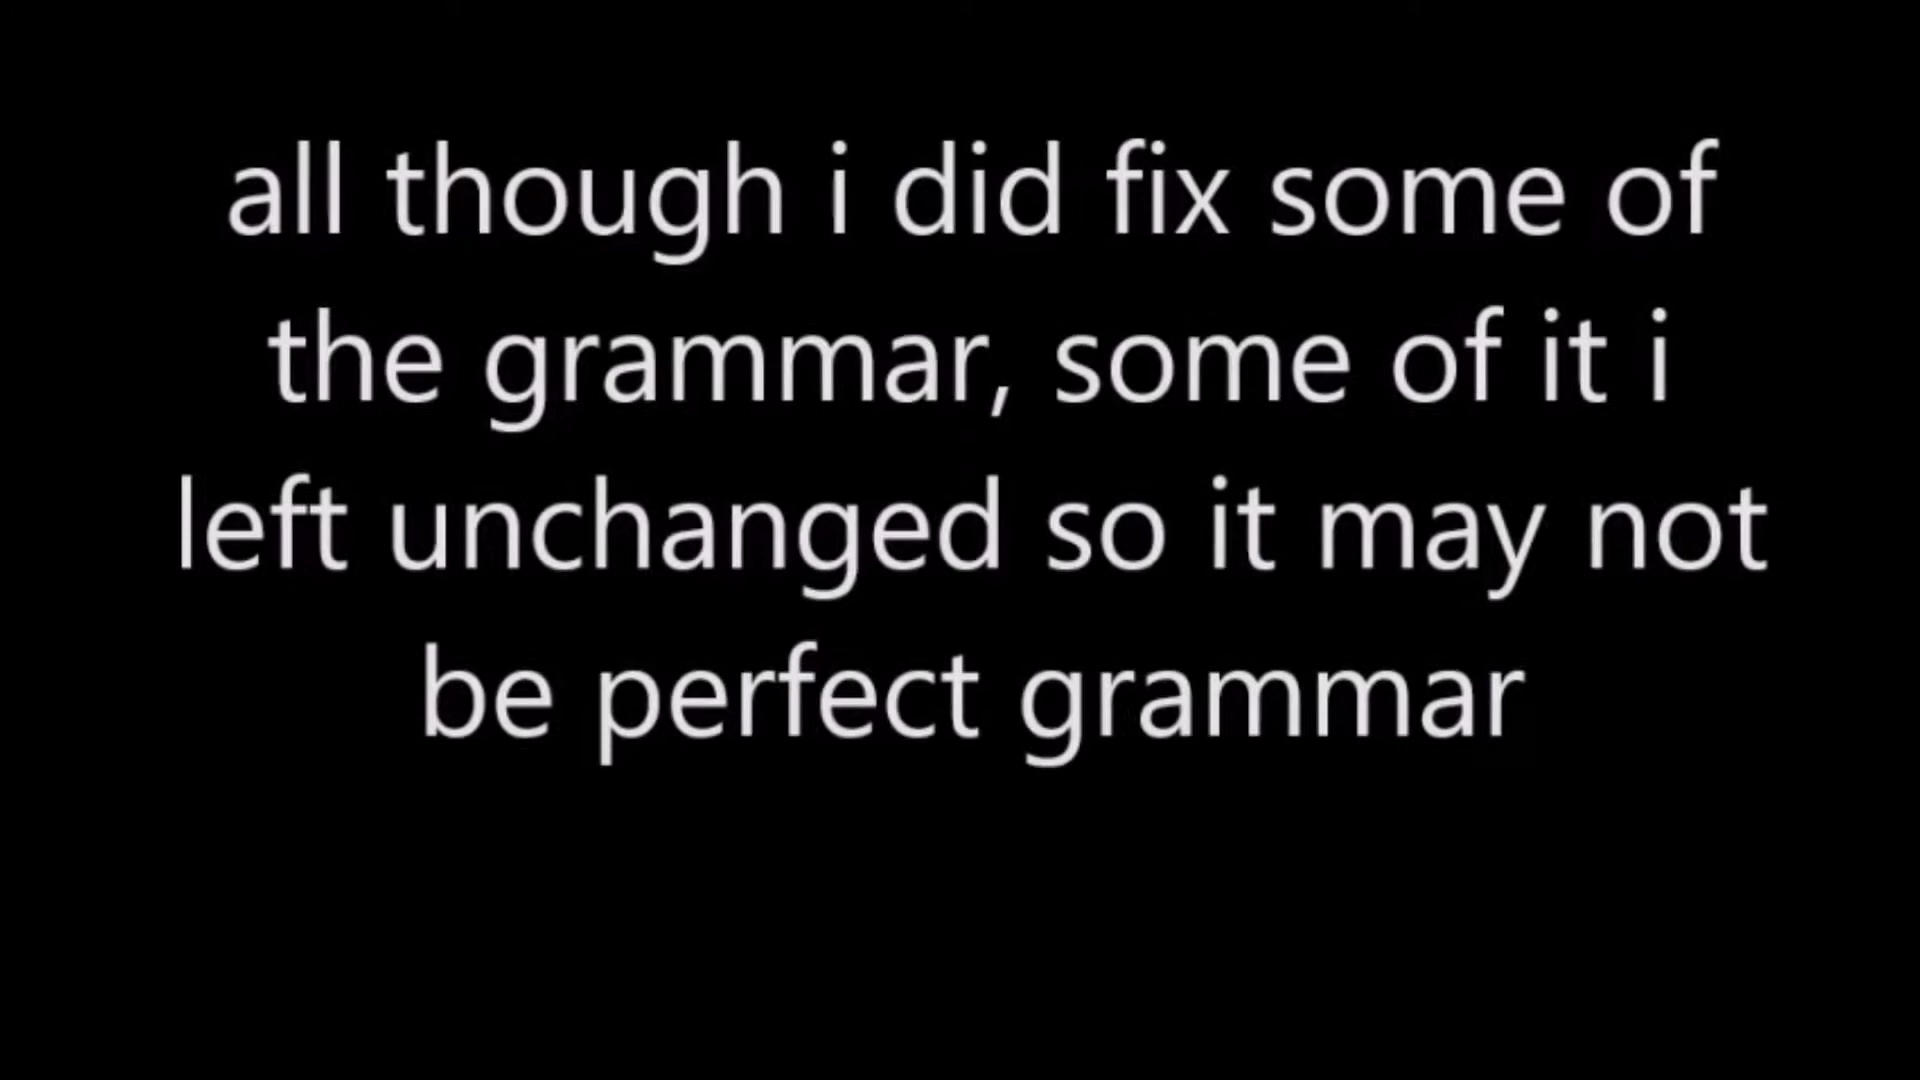 all though i did fix some of
the grammar, some of it i
left unchanged so it may not
be perfect grammar